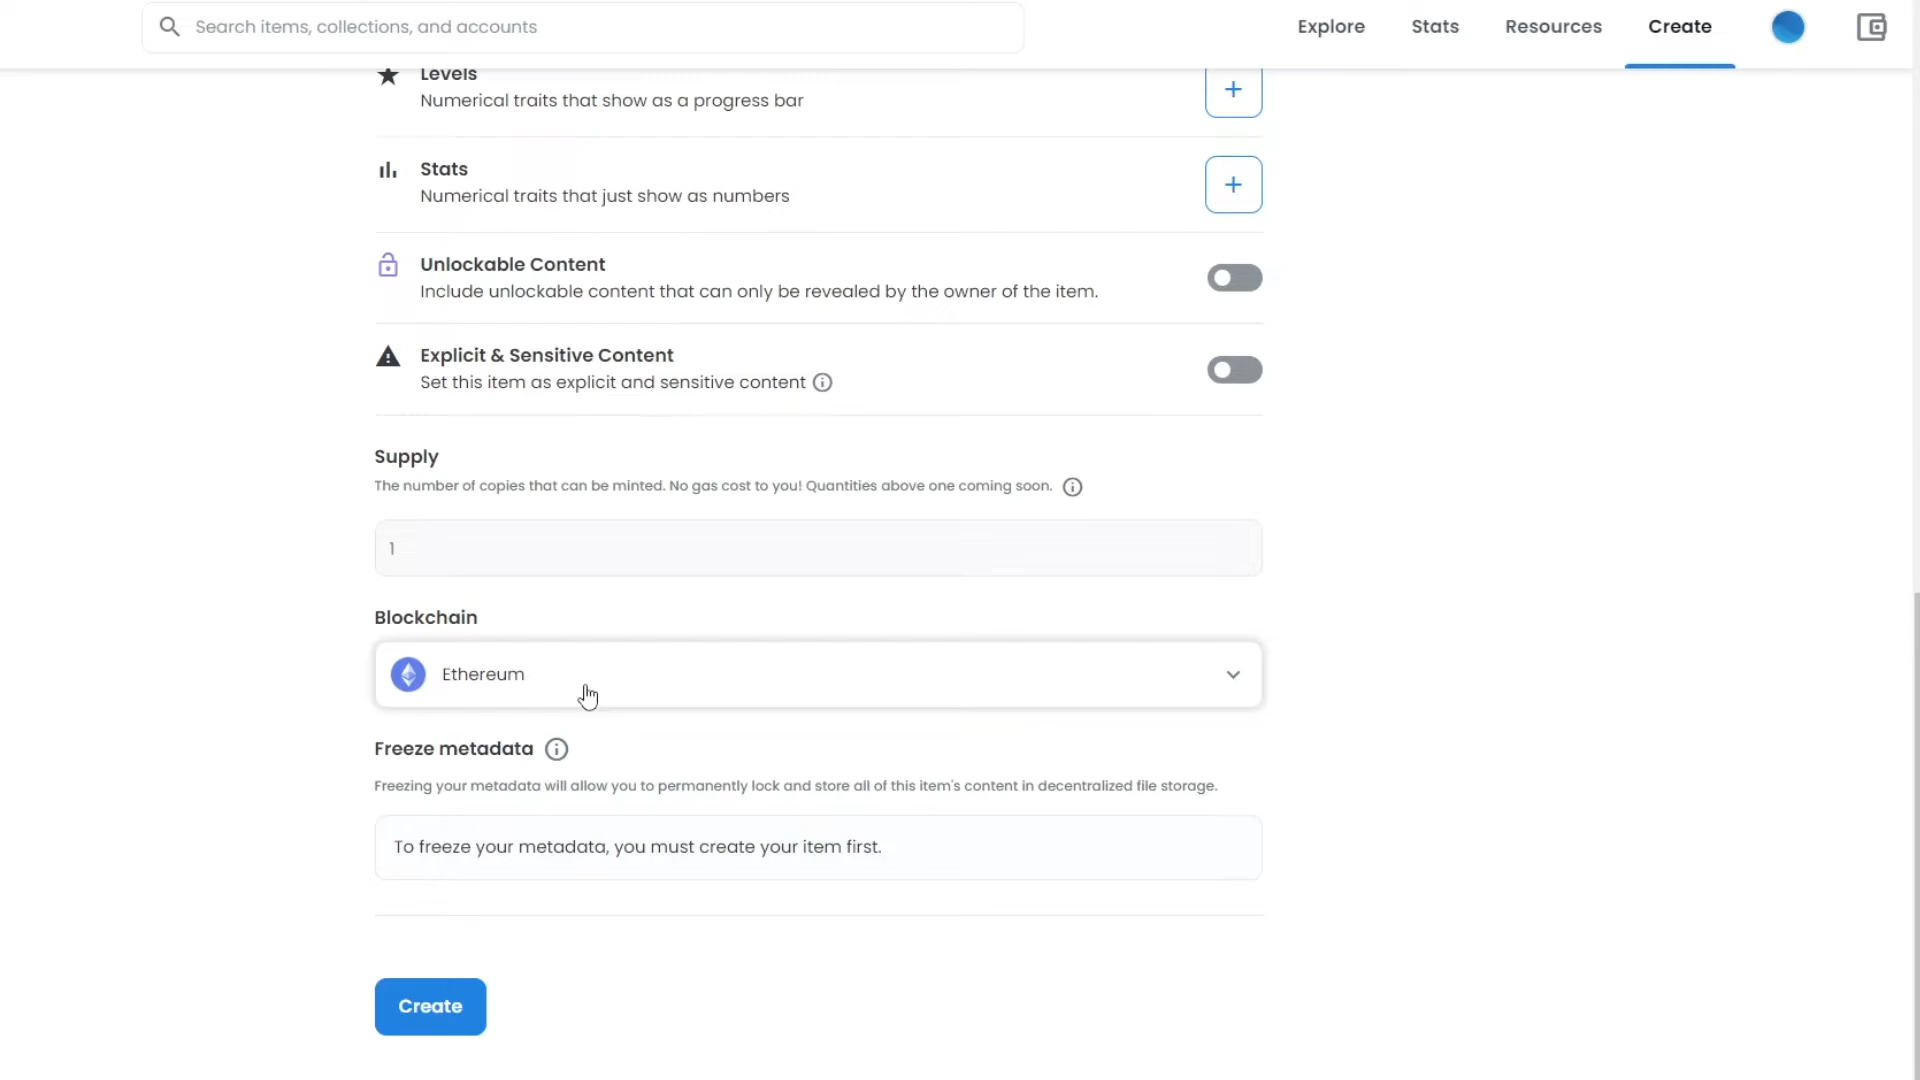 Search items, collections, and accounts
Explore
Stats
Resources
Create
Levels
Numerical traits that show as a progress bar
Stats
Numerical traits that just show as numbers
Unlockable Content
Include unlockable content that can only be revealed by the owner of the item.
Explicit & Sensitive Content
Set this item as explicit and sensitive content
Supply
The number of copies that can be minted. No gas cost to you! Quantities above one coming soon.
1
Blockchain
Ethereum
Freeze metadata
Freezing your metadata will allow you to permanently lock and store all of this item's content in decentralized file storage.
To freeze your metadata, you must create your item first.
Create